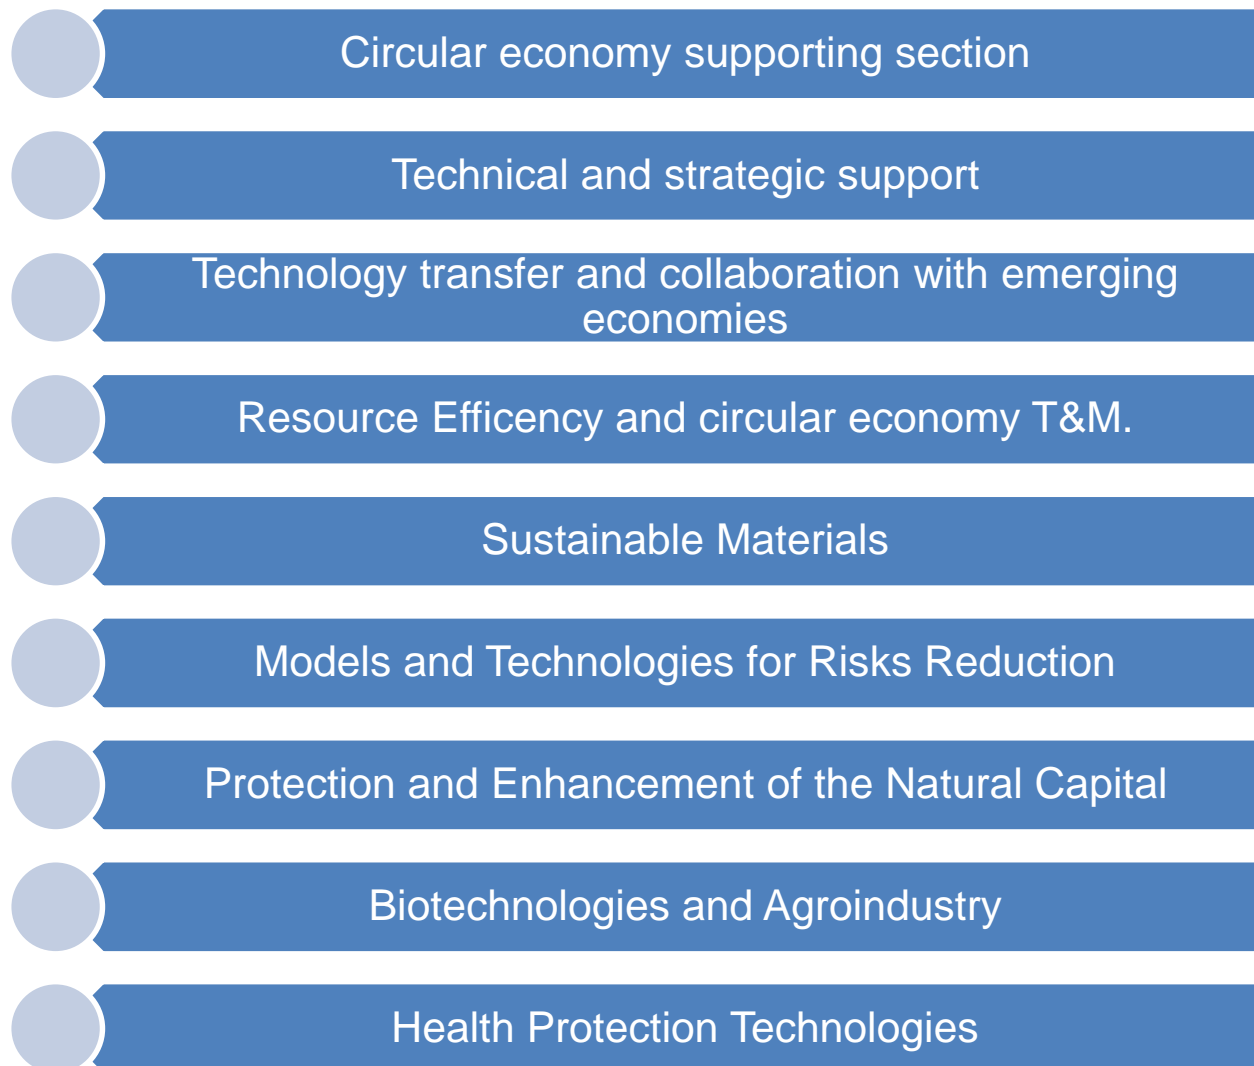 Circular economy supporting section
Technical and strategic support
Technology transfer and collaboration with emerging
economies
Resource Efficency and circular economy T&M.
Sustainable Materials
Models and Technologies for Risks Reduction
Protection and Enhancement of the Natural Capital
Biotechnologies and Agroindustry
Health Protection Technologies